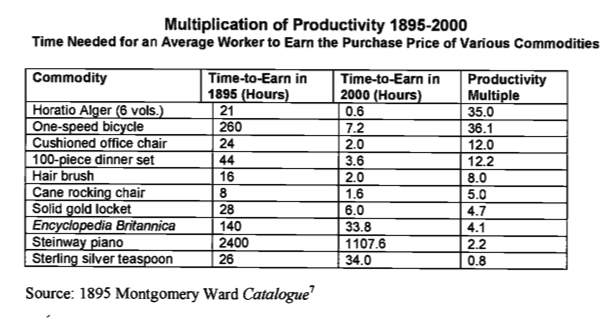 Multiplication of Productivity 1895-2000
Time Needed for an Average Worker to Earn the Purchase Price of Various Commodities
Commodity Time-to-Earn in 1895 (Hours) Time-to-Earn in 2000 (Hours) Productivity Multiple
Horatio Alger (6 vols.) 21 0.6 35.0
One-speed bicycle 260 7.2 36.1
Cushioned office chair 24 2.0 12.0
100-piece dinner set 44 3.6 12.2
Hair brush 16 2.0 8.0
Cane rocking chair 8 1.6 5.0
Solid gold locket 28 6.0 4.7
Encyclopedia Britannica 140 33.8 4.1
Steinway piano 2400 1107.6 2.2
Sterling silver teaspoon 26 34.0 0.8
Source: 1895 Montgomery Ward Catalogue7